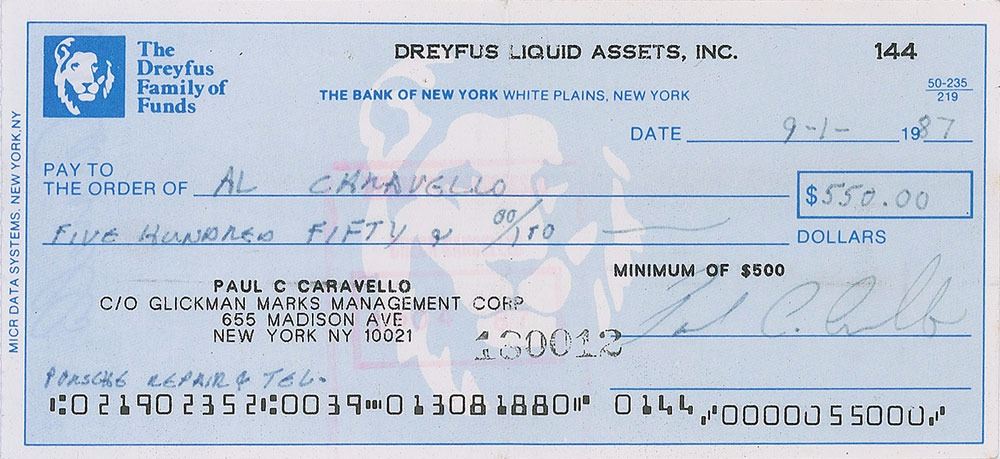 The
Dreyfus
Family of
Funds
DREYFUS LIQUID ASSETS, INC.
144
THE BANK OF NEW YORK WHITE PLAINS, NEW YORK
50-235
219
DATE 9-1- 1987
PAY TO
THE ORDER OF AL CARAVELLO
$550.00
FIVE HUNDRED FIFTY & 00/100
DOLLARS
MINIMUM OF $500
PAUL C CARAVELLO
C/O GLICKMAN MARKS MANAGEMENT CORP
655 MADISON AVE
NEW YORK NY 10021
130012
Paul C. Caravello
PORSCHE REPAIR & TEL.
⑆021902352⑆0039⑉013081880⑈ 0144 ⑇0000055000⑇
MICR DATA SYSTEMS, NEW YORK, NY